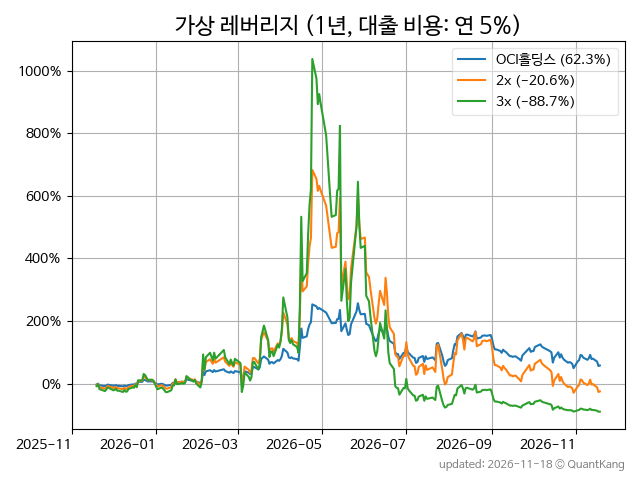 가상 레버리지 (1년, 대출 비용: 연 5%)
OCI홀딩스 (62.3%)
2x (−20.6%)
3x (−88.7%)
1000%
800%
600%
400%
200%
0%
2025-11 2026-01 2026-03 2026-05 2026-07 2026-09 2026-11
updated: 2026-11-18 © QuantKang